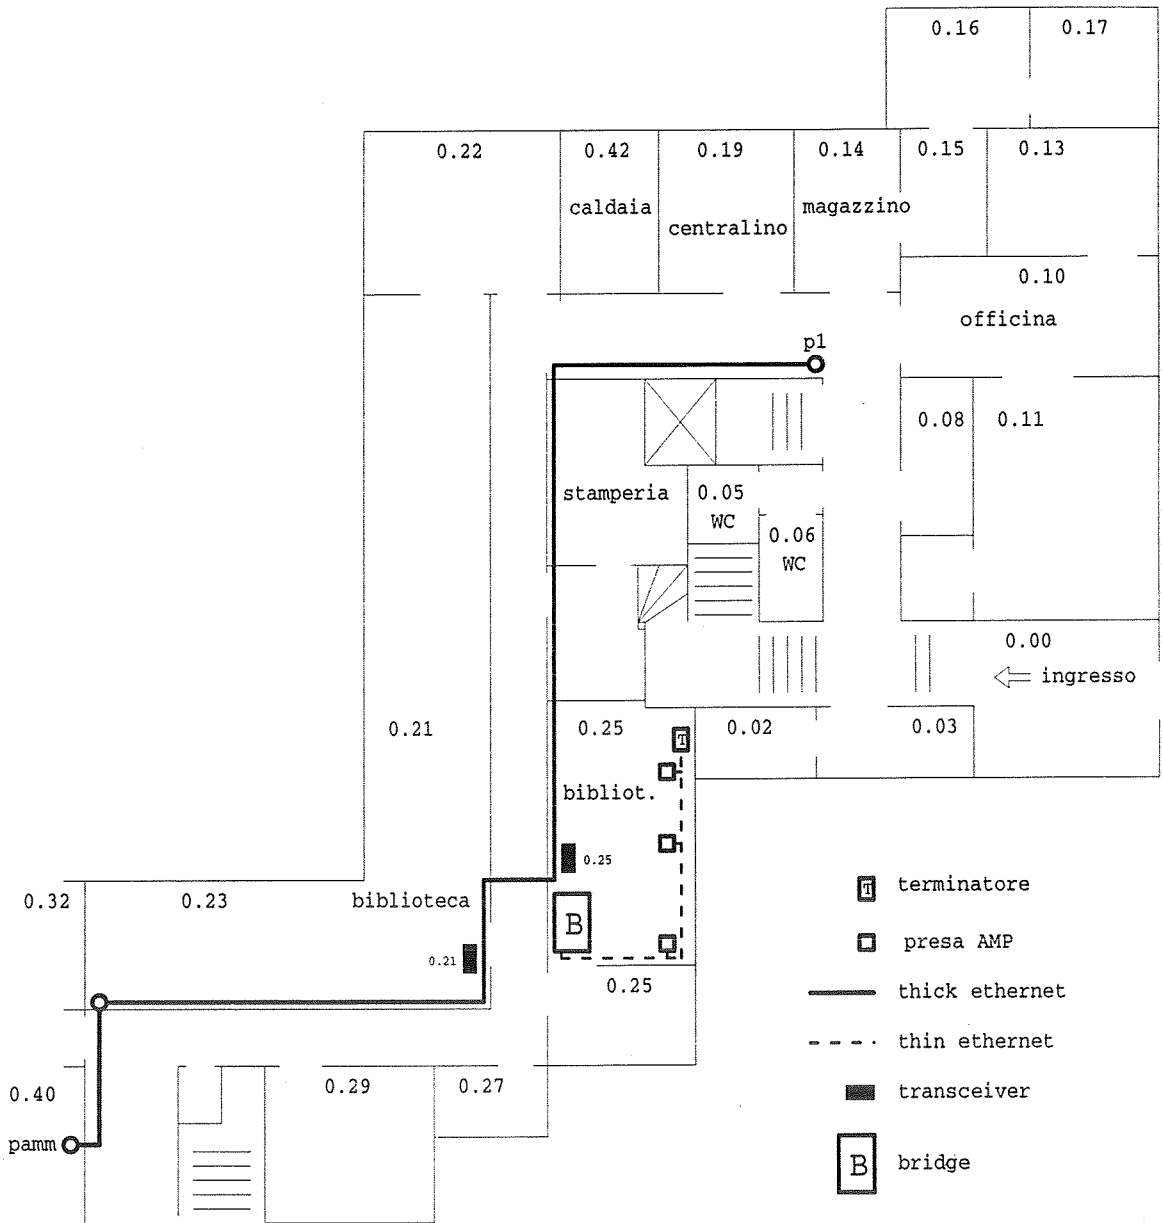 0.16 0.17
0.22 0.42 0.19 0.14 0.15 0.13
caldaia centralino magazzino
0.10
officina
p1
0.08 0.11
stamperia 0.05
WC
0.06
WC
0.00
ingresso
0.21 0.25 0.02 0.03
T
bibliot.
0.25
0.32 0.23 biblioteca
B
0.21
0.25
0.40 0.29 0.27
pamm
T terminatore
presa AMP
thick ethernet
thin ethernet
transceiver
B bridge